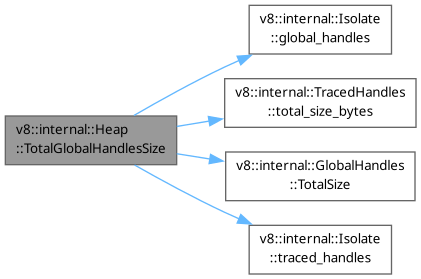 v8::internal::Heap
::TotalGlobalHandlesSize
v8::internal::Isolate
::global_handles
v8::internal::TracedHandles
::total_size_bytes
v8::internal::GlobalHandles
::TotalSize
v8::internal::Isolate
::traced_handles